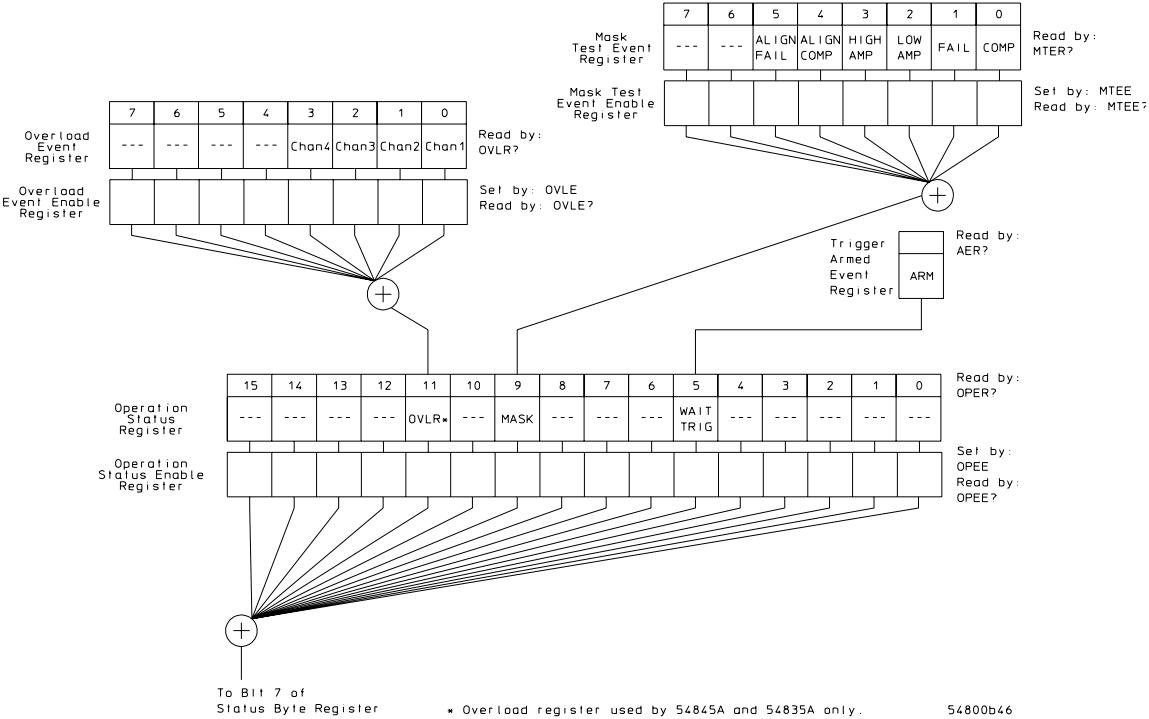 7 6 5 4 3 2 1 0
Mask
Test Event
Register
--- --- ALIGN FAIL ALIGN COMP HIGH AMP LOW AMP FAIL COMP
Read by:
MTER?
Mask Test
Event Enable
Register
Set by: MTEE
Read by: MTEE?
7 6 5 4 3 2 1 0
Overload
Event
Register
--- --- --- --- Chan4 Chan3 Chan2 Chan1
Read by:
OVLR?
Overload
Event Enable
Register
Set by: OVLE
Read by: OVLE?
+
+
Trigger
Armed
Event
Register
ARM
Read by:
AER?
15 14 13 12 11 10 9 8 7 6 5 4 3 2 1 0
Operation
Status
Register
--- --- --- --- OVLR* --- MASK --- --- --- WAIT TRIG --- --- --- --- ---
Read by:
OPER?
Operation
Status Enable
Register
Set by:
OPEE
Read by:
OPEE?
+
To BIt 7 of
Status Byte Register
* Overload register used by 54845A and 54835A only.
54800b46